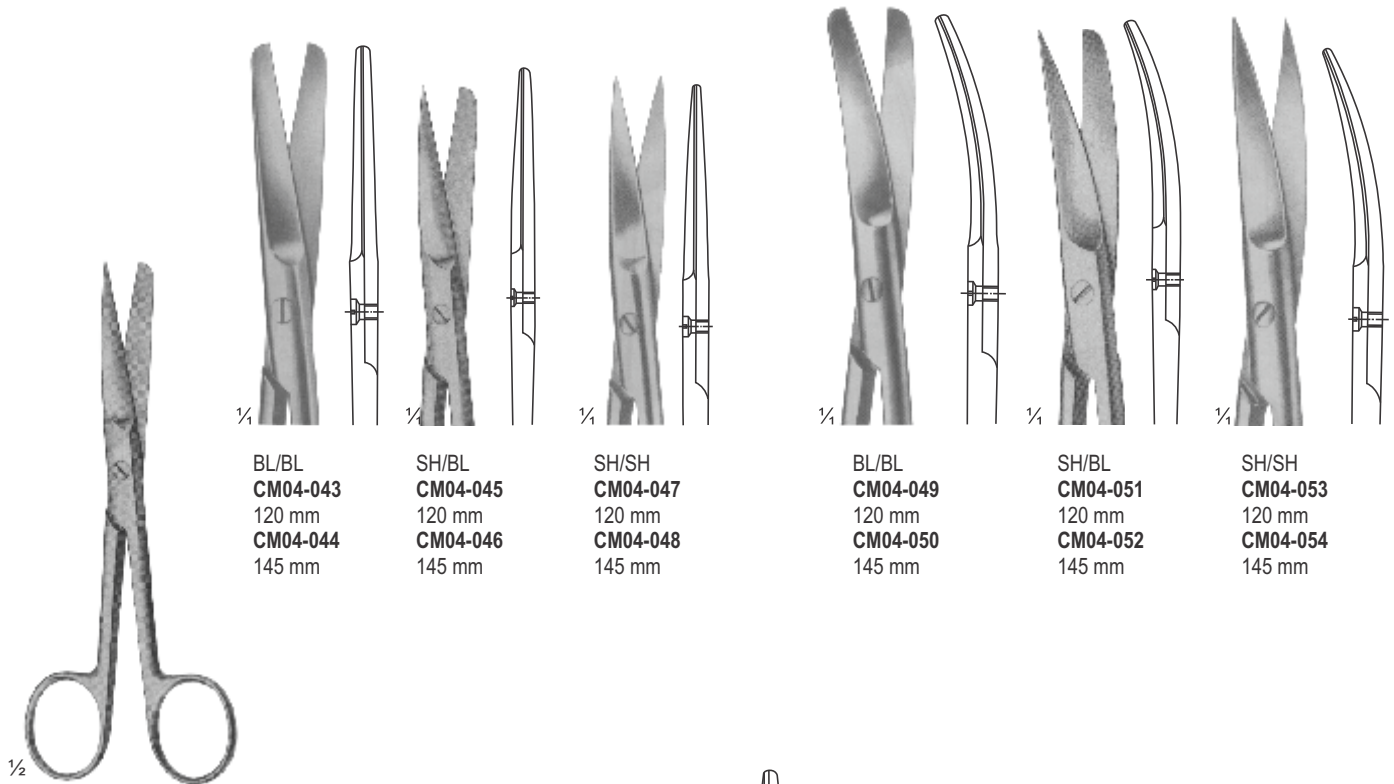 ⅟₁
⅟₁
⅟₁
⅟₁
⅟₁
⅟₁
BL/BL
CM04-043
120 mm
CM04-044
145 mm
SH/BL
CM04-045
120 mm
CM04-046
145 mm
SH/SH
CM04-047
120 mm
CM04-048
145 mm
BL/BL
CM04-049
120 mm
CM04-050
145 mm
SH/BL
CM04-051
120 mm
CM04-052
145 mm
SH/SH
CM04-053
120 mm
CM04-054
145 mm
½